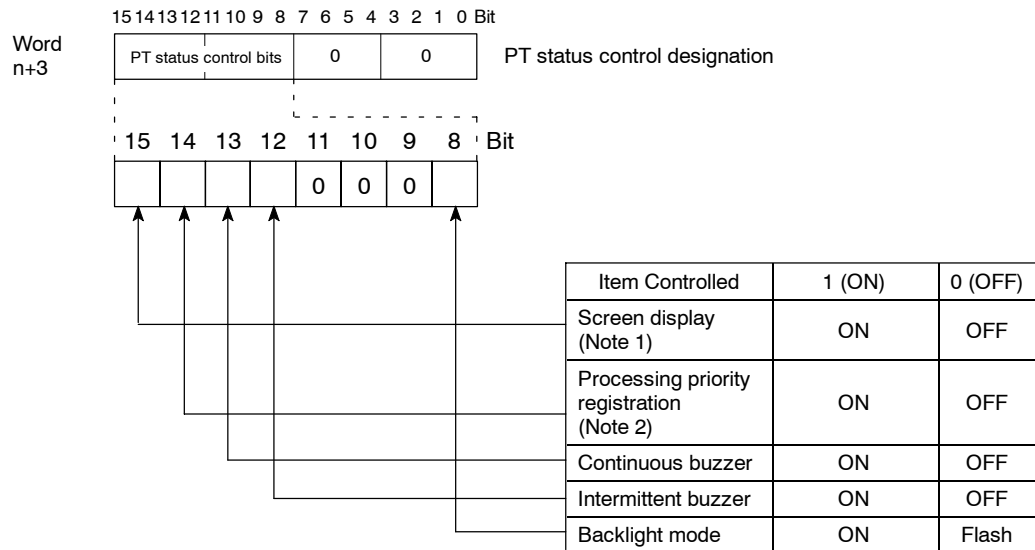 15 14 13 12 11 10 9 8 7 6 5 4 3 2 1 0 Bit
Word
n+3
PT status control bits 0 0
PT status control designation
15 14 13 12 11 10 9 8 Bit
0 0 0
Item Controlled 1 (ON) 0 (OFF)
Screen display
(Note 1)
ON OFF
Processing priority
registration
(Note 2)
ON OFF
Continuous buzzer ON OFF
Intermittent buzzer ON OFF
Backlight mode ON Flash